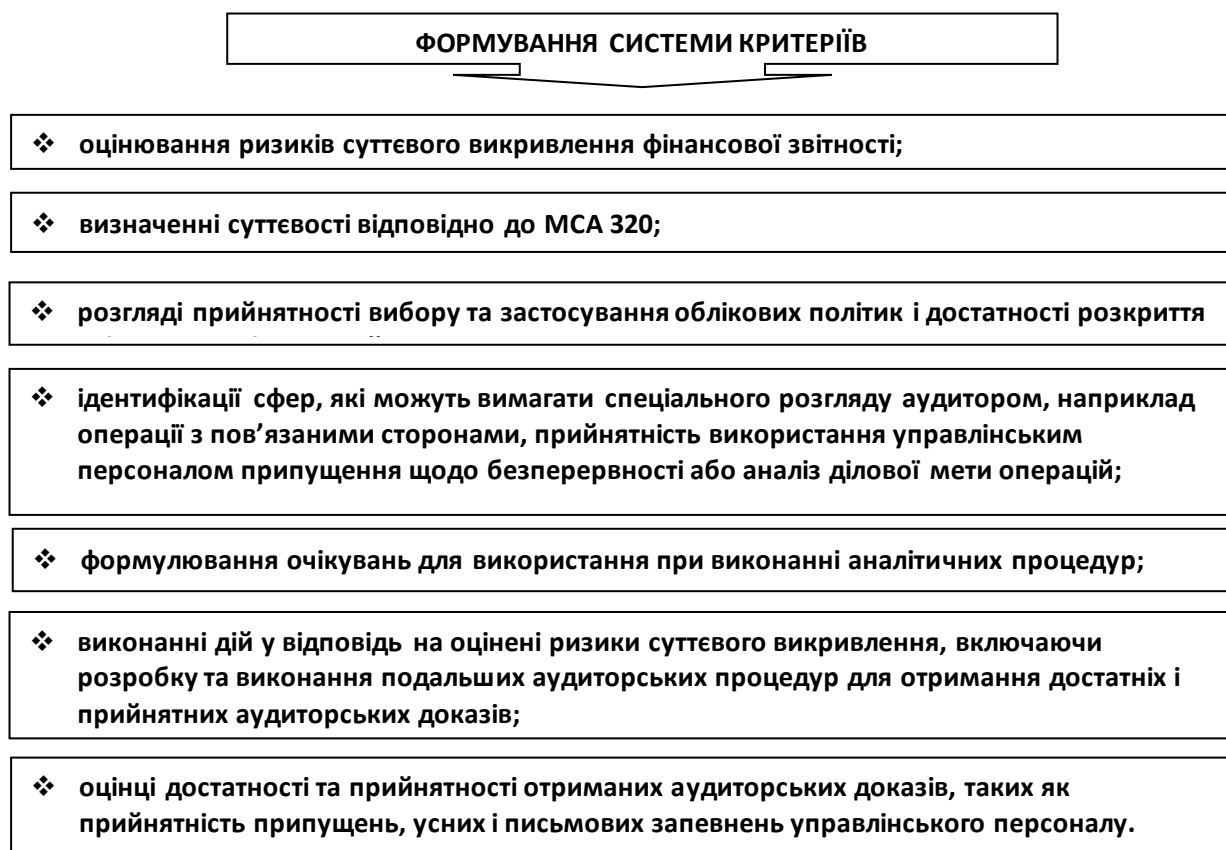 ФОРМУВАННЯ СИСТЕМИ КРИТЕРІЇВ
❖ оцінювання ризиків суттєвого викривлення фінансової звітності;
❖ визначенні суттєвості відповідно до МСА 320;
❖ розгляді прийнятності вибору та застосування облікових політик і достатності розкриття
❖ ідентифікації сфер, які можуть вимагати спеціального розгляду аудитором, наприклад
операції з пов’язаними сторонами, прийнятність використання управлінським
персоналом припущення щодо безперервності або аналіз ділової мети операцій;
❖ формулювання очікувань для використання при виконанні аналітичних процедур;
❖ виконанні дій у відповідь на оцінені ризики суттєвого викривлення, включаючи
розробку та виконання подальших аудиторських процедур для отримання достатніх і
прийнятних аудиторських доказів;
❖ оцінці достатності та прийнятності отриманих аудиторських доказів, таких як
прийнятність припущень, усних і письмових запевнень управлінського персоналу.